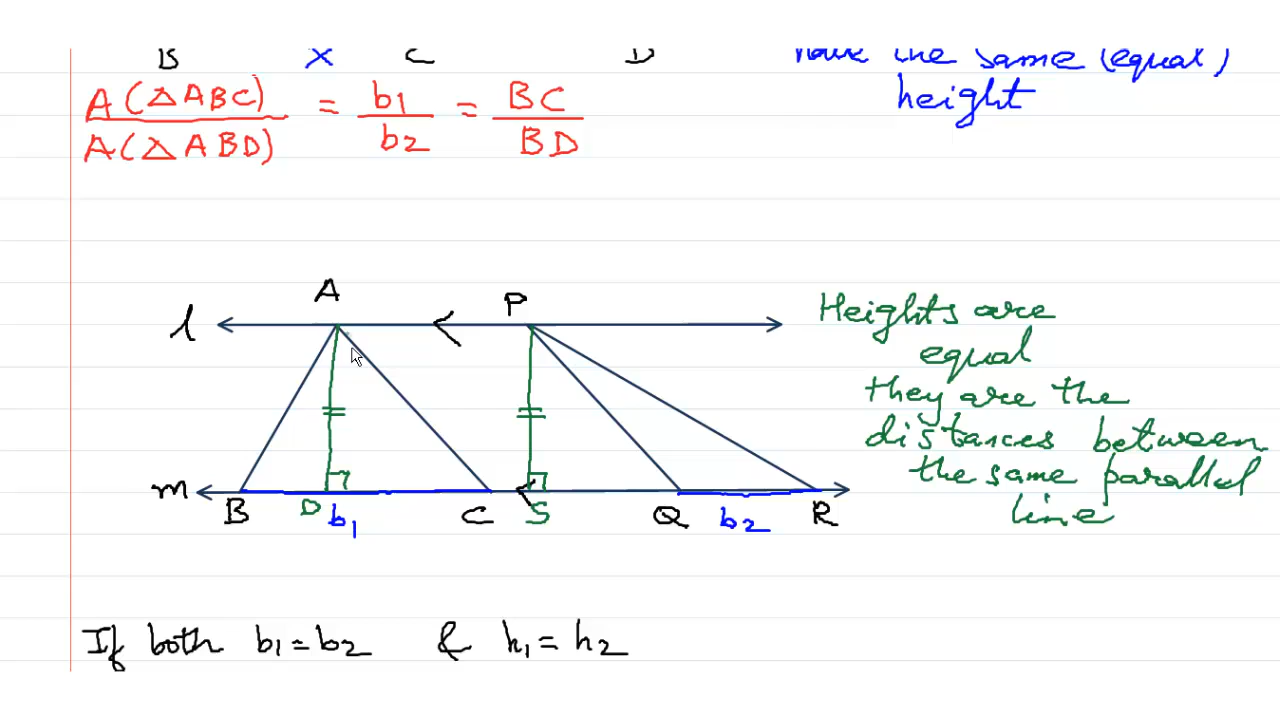 B X C D
have the same (equal)
height
A(△ABC) / A(△ABD) = b1 / b2 = BC / BD
A P
l
Heights are
equal
they are the
distances between
the same parallel
line
m
B D b1 C S Q b2 R
If both b1 = b2 & h1 = h2